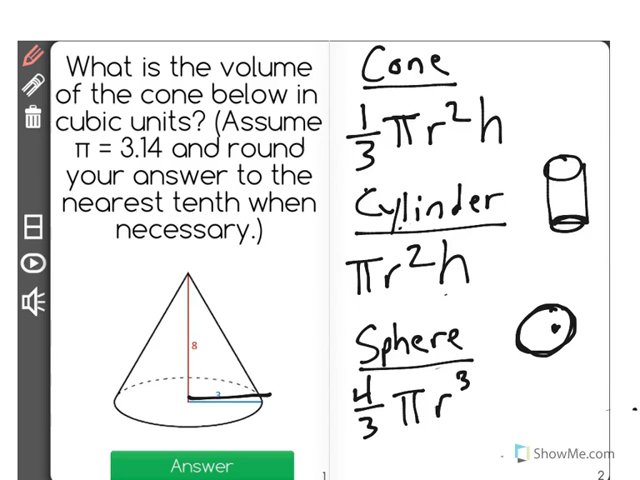 What is the volume
of the cone below in
cubic units? (Assume
π = 3.14 and round
your answer to the
nearest tenth when
necessary.)
8
3
Answer
1
Cone
1/3 πr²h
Cylinder
πr²h
Sphere
4/3 πr³
ShowMe.com
2